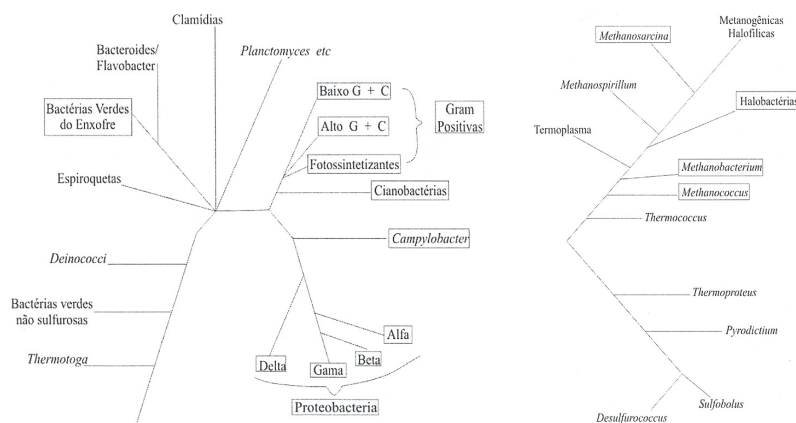 Clamídias
Bacteroides/
Flavobacter
Planctomyces etc
Bactérias Verdes
do Enxofre
Baixo G + C
Alto G + C
Fotossintetizantes
Gram
Positivas
Espiroquetas
Cianobactérias
Campylobacter
Deinococci
Bactérias verdes
não sulfurosas
Thermotoga
Alfa
Beta
Delta
Gama
Proteobacteria
Metanogênicas
Halofílicas
Methanosarcina
Methanospirillum
Halobactérias
Termoplasma
Methanobacterium
Methanococcus
Thermococcus
Thermoproteus
Pyrodictium
Sulfobolus
Desulfurococcus